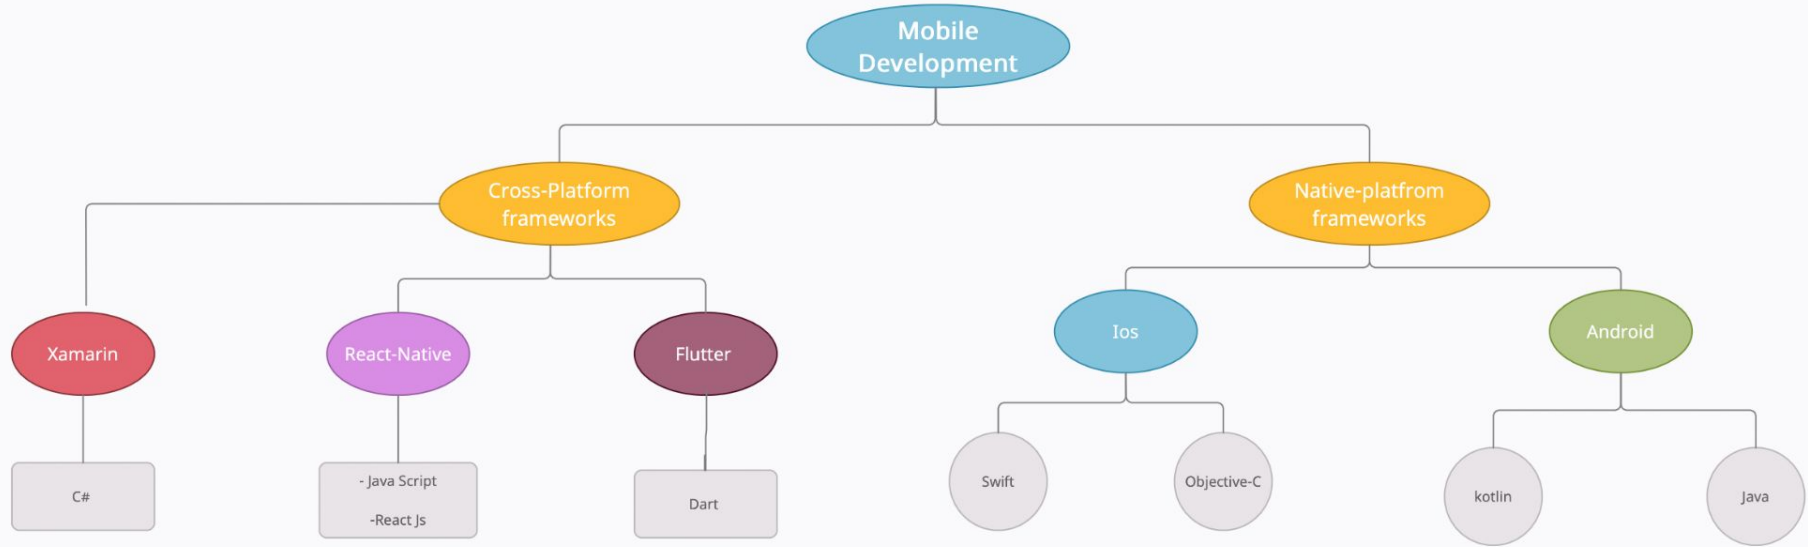 Mobile
Development
Cross-Platform
frameworks
Native-platfrom
frameworks
Xamarin
React-Native
Flutter
Ios
Android
C#
- Java Script
-React Js
Dart
Swift
Objective-C
kotlin
Java